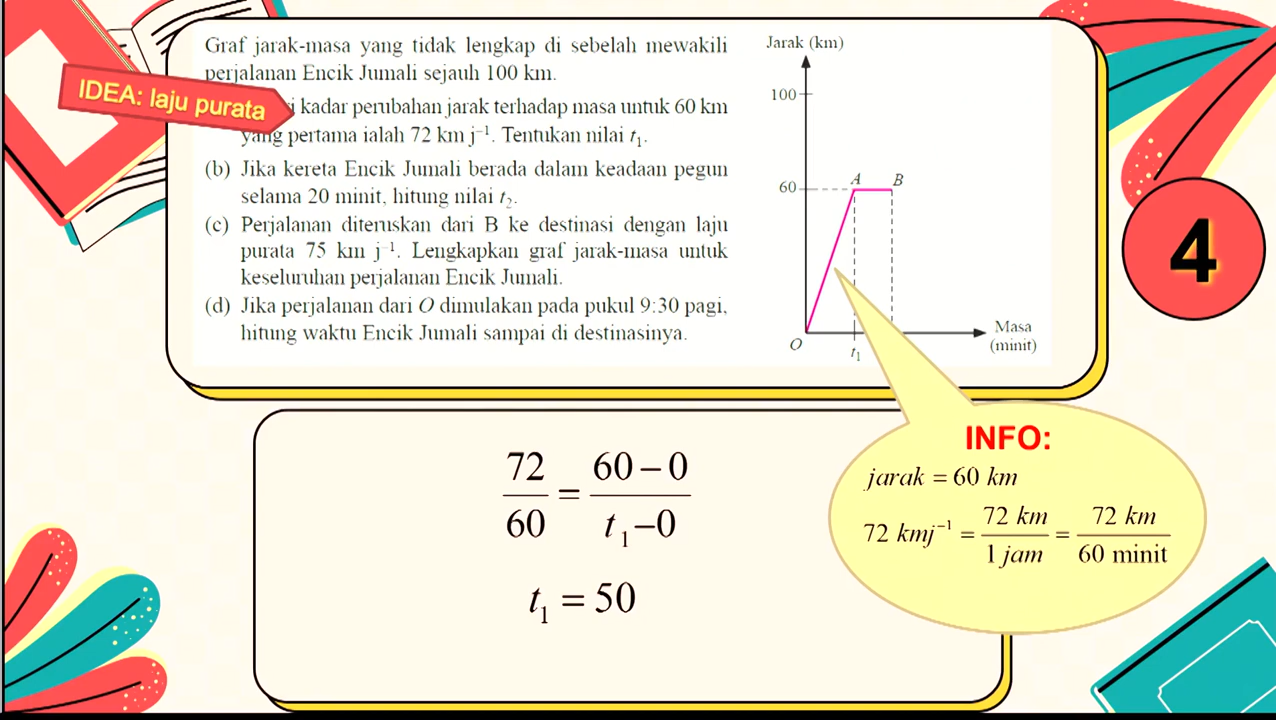 Graf jarak-masa yang tidak lengkap di sebelah mewakili
perjalanan Encik Jumali sejauh 100 km.
IDEA: laju purata
kadar perubahan jarak terhadap masa untuk 60 km
yang pertama ialah 72 km j⁻¹. Tentukan nilai t₁.
(b) Jika kereta Encik Jumali berada dalam keadaan pegun
selama 20 minit, hitung nilai t₂.
(c) Perjalanan diteruskan dari B ke destinasi dengan laju
purata 75 km j⁻¹. Lengkapkan graf jarak-masa untuk
keseluruhan perjalanan Encik Jumali.
(d) Jika perjalanan dari O dimulakan pada pukul 9:30 pagi,
hitung waktu Encik Jumali sampai di destinasinya.
Jarak (km)
100
60
A B
O
t₁
Masa
(minit)
4
72/60 = (60 − 0)/(t₁ − 0)
t₁ = 50
INFO:
jarak = 60 km
72 kmj⁻¹ = 72 km/1 jam = 72 km/60 minit